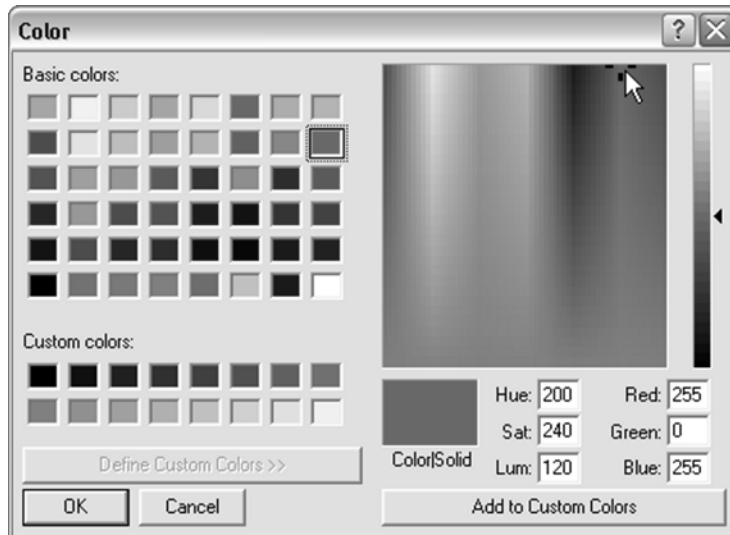 Color
Basic colors:
Custom colors:
Define Custom Colors >>
OK Cancel
Color|Solid
Hue: 200 Red: 255
Sat: 240 Green: 0
Lum: 120 Blue: 255
Add to Custom Colors